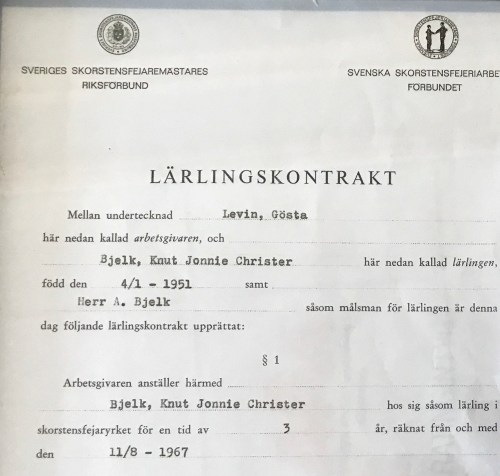 SVERIGES SKORSTENSFEJAREMÄSTARES
RIKSFÖRBUND
SVENSKA SKORSTENSFEJERIARBE
FÖRBUNDET
LÄRLINGSKONTRAKT
Mellan undertecknad Levin, Gösta
här nedan kallad arbetsgivaren, och
Bjelk, Knut Jonnie Christer här nedan kallad lärlingen,
född den 4/1 - 1951 samt
Herr A. Bjelk såsom målsman för lärlingen är denna
dag följande lärlingskontrakt upprättat:
§ 1
Arbetsgivaren anställer härmed
Bjelk, Knut Jonnie Christer hos sig såsom lärling i
skorstensfejaryrket för en tid av 3 år, räknat från och med
den 11/8 - 1967